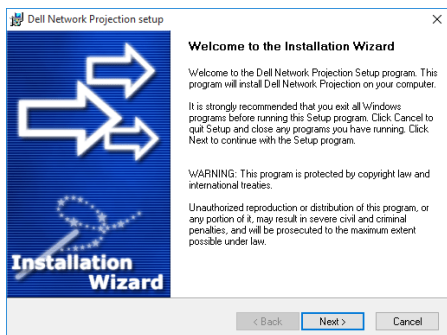 Dell Network Projection setup
Welcome to the Installation Wizard
Welcome to the Dell Network Projection Setup program. This
program will install Dell Network Projection on your computer.
It is strongly recommended that you exit all Windows
programs before running this Setup program. Click Cancel to
quit Setup and close any programs you have running. Click
Next to continue with the Setup program.
WARNING: This program is protected by copyright law and
international treaties.
Unauthorized reproduction or distribution of this program, or
any portion of it, may result in severe civil and criminal
penalties, and will be prosecuted to the maximum extent
possible under law.
Installation
Wizard
< Back
Next >
Cancel